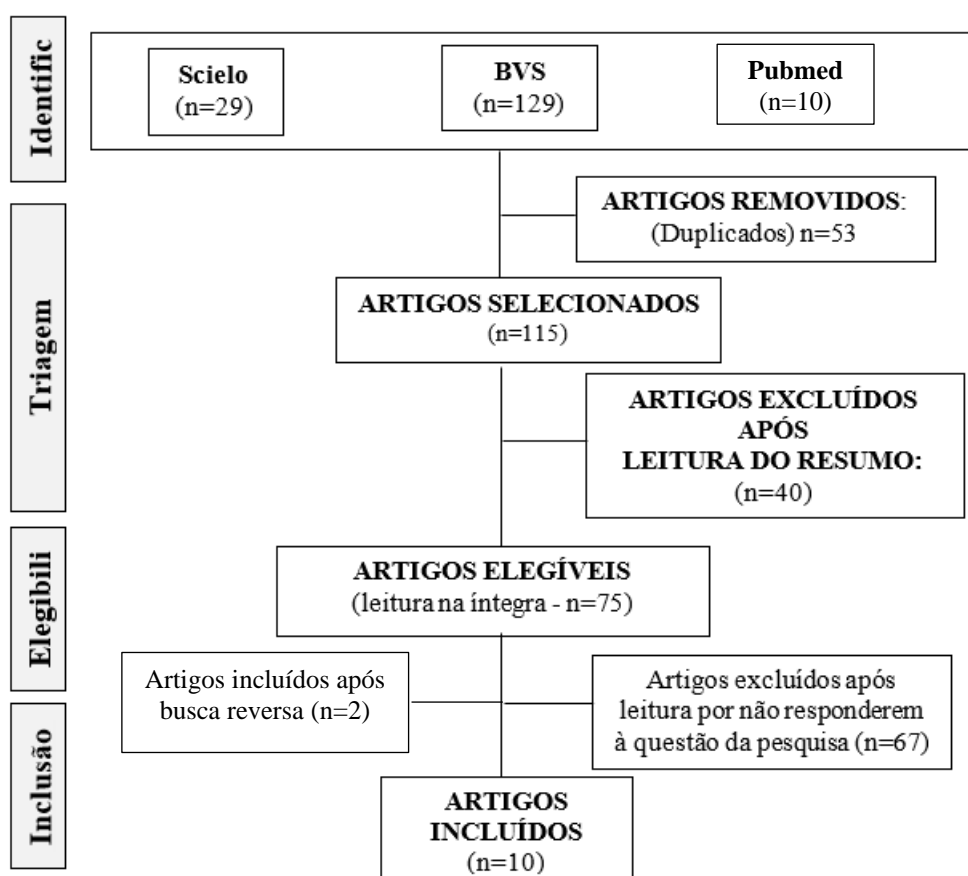 Identific
Scielo
(n=29)
BVS
(n=129)
Pubmed
(n=10)
Triagem
ARTIGOS REMOVIDOS:
(Duplicados) n=53
ARTIGOS SELECIONADOS
(n=115)
ARTIGOS EXCLUÍDOS
APÓS
LEITURA DO RESUMO:
(n=40)
Elegibili
ARTIGOS ELEGÍVEIS
(leitura na íntegra - n=75)
Artigos incluídos após
busca reversa (n=2)
Artigos excluídos após
leitura por não responderem
à questão da pesquisa (n=67)
Inclusão
ARTIGOS
INCLUÍDOS
(n=10)